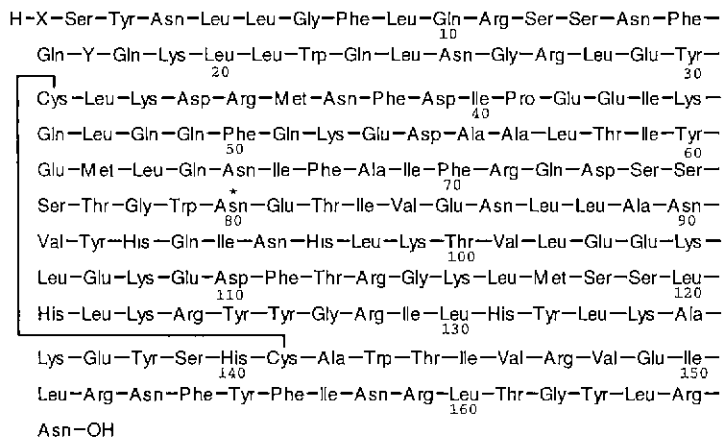 H–X–Ser–Tyr–Asn–Leu–Leu–Gly–Phe–Leu–Gln–Arg–Ser–Ser–Asn–Phe–
10
Gln–Y–Gln–Lys–Leu–Leu–Trp–Gln–Leu–Asn–Gly–Arg–Leu–Glu–Tyr
20 30
Cys–Leu–Lys–Asp–Arg–Met–Asn–Phe–Asp–Ile–Pro–Glu–Glu–Ile–Lys–
40
Gln–Leu–Gln–Gln–Phe–Gln–Lys–Glu–Asp–Ala–Ala–Leu–Thr–Ile–Tyr
50 60
Glu–Met–Leu–Gln–Asn–Ile–Phe–Ala–Ile–Phe–Arg–Gln–Asp–Ser–Ser–
70
Ser–Thr–Gly–Trp–Asn–Glu–Thr–Ile–Val–Glu–Asn–Leu–Leu–Ala–Asn
* 80 90
Val–Tyr–His–Gln–Ile–Asn–His–Leu–Lys–Thr–Val–Leu–Glu–Glu–Lys
100
Leu–Glu–Lys–Glu–Asp–Phe–Thr–Arg–Gly–Lys–Leu–Met–Ser–Ser–Leu
110 120
His–Leu–Lys–Arg–Tyr–Tyr–Gly–Arg–Ile–Leu–His–Tyr–Leu–Lys–Ala
130
Lys–Glu–Tyr–Ser–His–Cys–Ala–Trp–Thr–Ile–Val–Arg–Val–Glu–Ile
140 150
Leu–Arg–Asn–Phe–Tyr–Phe–Ile–Asn–Arg–Leu–Thr–Gly–Tyr–Leu–Arg–
160
Asn–OH